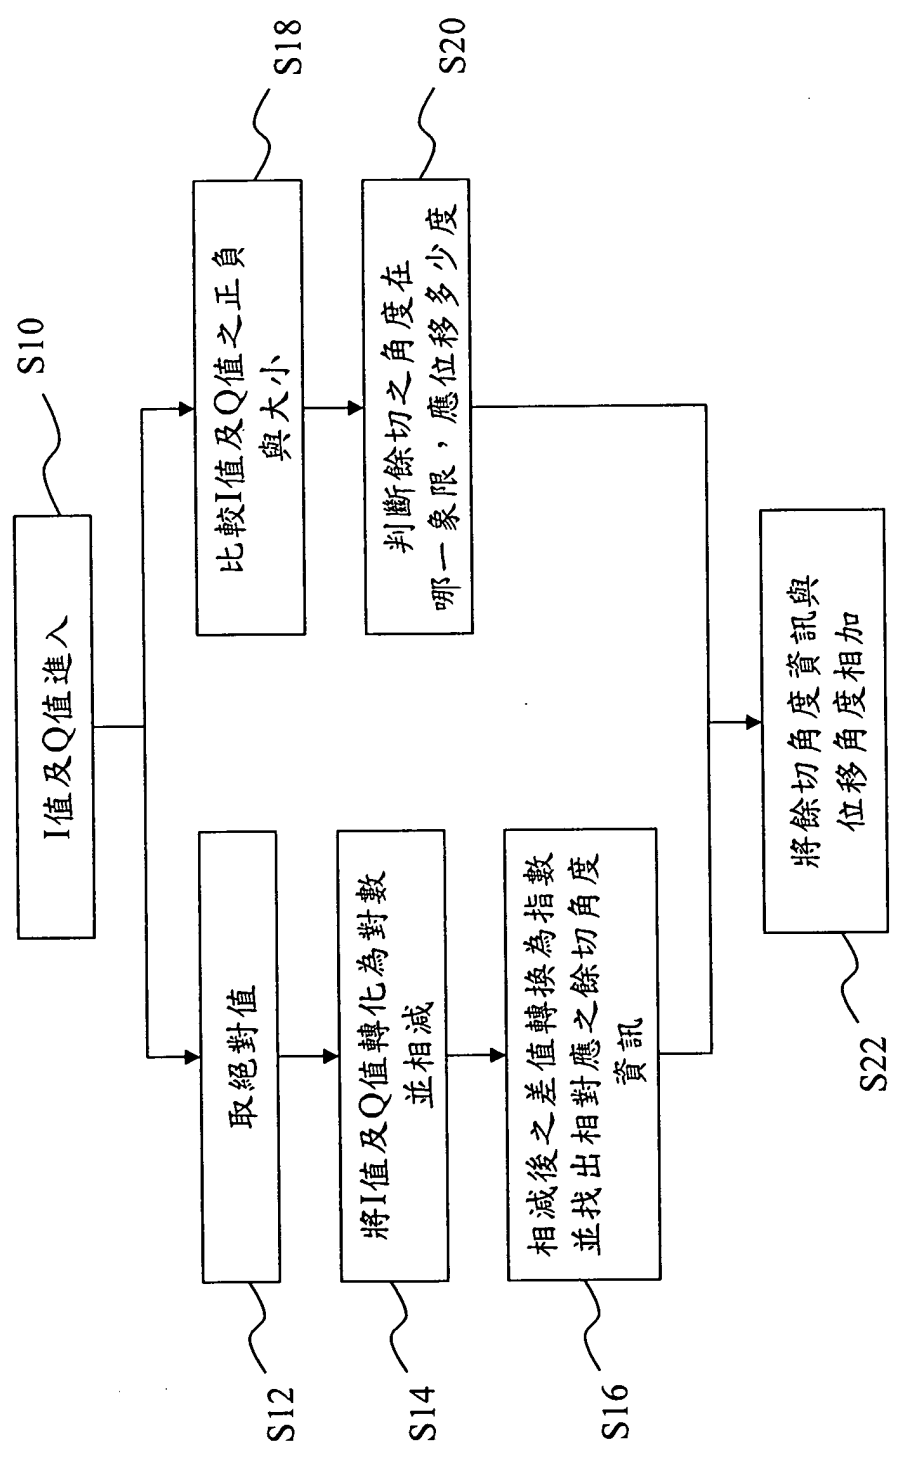 S10
I值及Q值進入
S12
取絕對值
S14
將I值及Q值轉化為對數
並相減
S16
相減後之差值轉換為指數
並找出相對應之餘切角度
資訊
S18
比較I值及Q值之正負
與大小
S20
判斷餘切之角度在
哪一象限，應位移多少度
S22
將餘切角度資訊與
位移角度相加